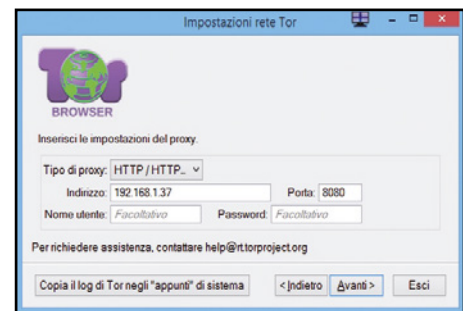 Impostazioni rete Tor
Tor
BROWSER
Inserisci le impostazioni del proxy.
Tipo di proxy: HTTP / HTTP...
Indirizzo: 192.168.1.37 Porta: 8080
Nome utente: Facoltativo Password: Facoltativo
Per richiedere assistenza, contattare help@rt.torproject.org
Copia il log di Tor negli "appunti" di sistema < Indietro Avanti > Esci